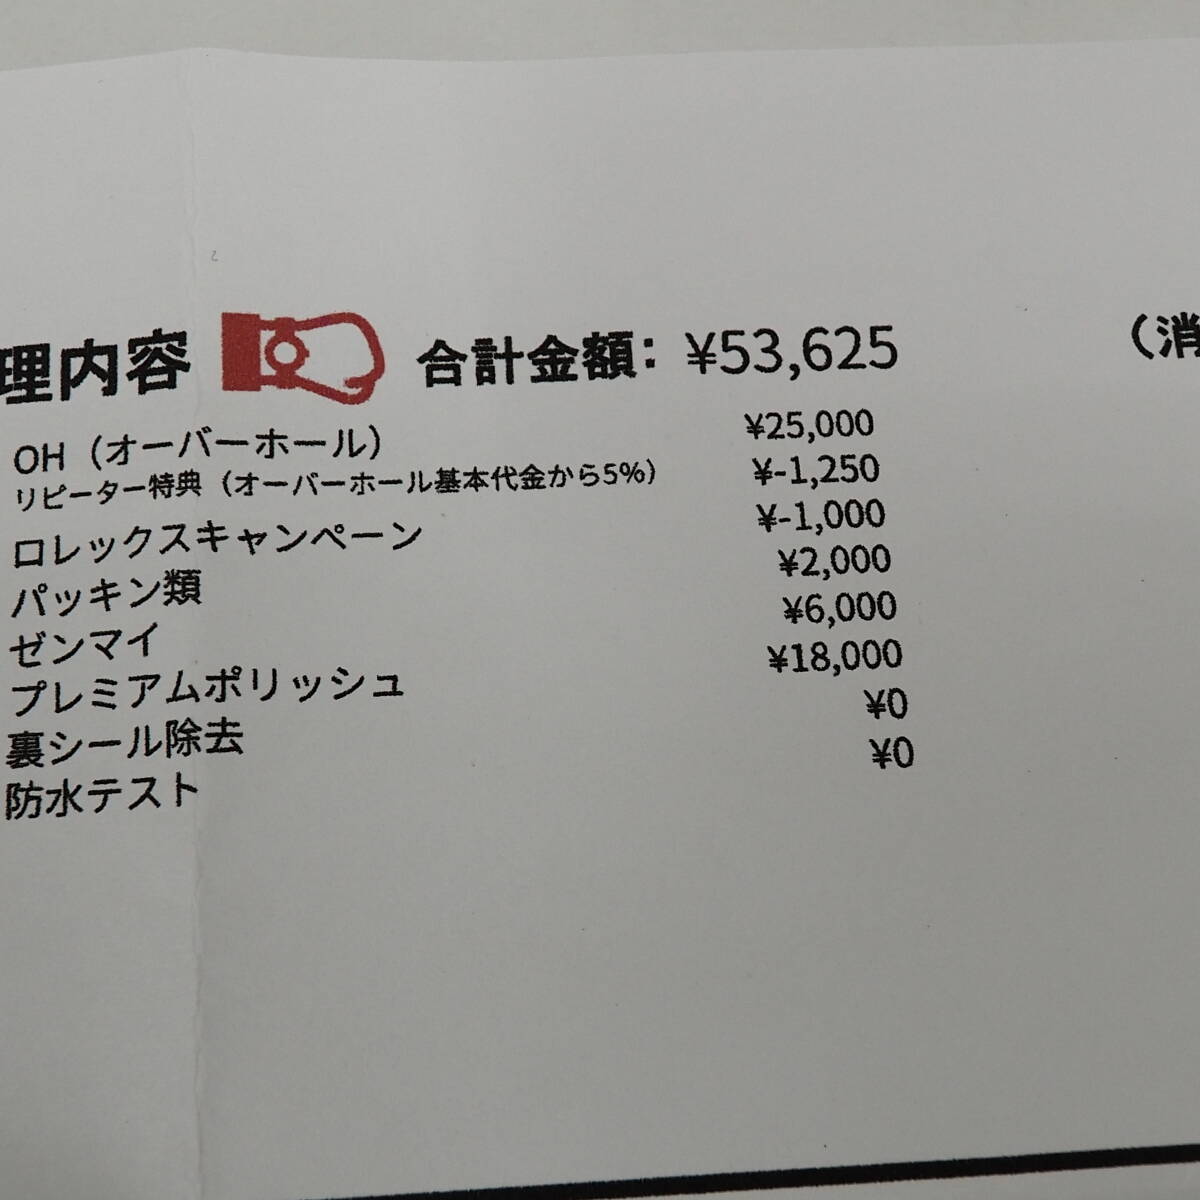 理内容 合計金額: ¥53,625 (消
OH（オーバーホール） ¥25,000
リピーター特典（オーバーホール基本代金から5%） ¥-1,250
ロレックスキャンペーン ¥-1,000
パッキン類 ¥2,000
ゼンマイ ¥6,000
プレミアムポリッシュ ¥18,000
裏シール除去 ¥0
防水テスト ¥0